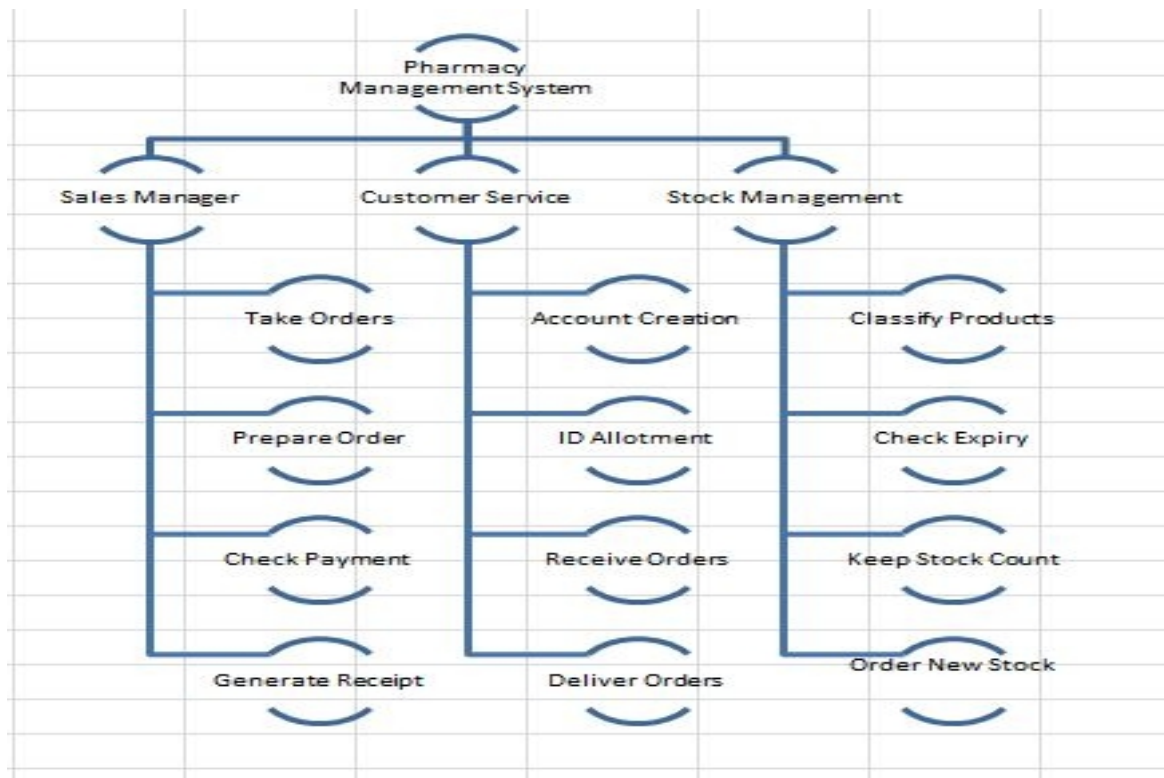 Pharmacy
Management System
Sales Manager
Customer Service
Stock Management
Take Orders
Account Creation
Classify Products
Prepare Order
ID Allotment
Check Expiry
Check Payment
Receive Orders
Keep Stock Count
Generate Receipt
Deliver Orders
Order New Stock